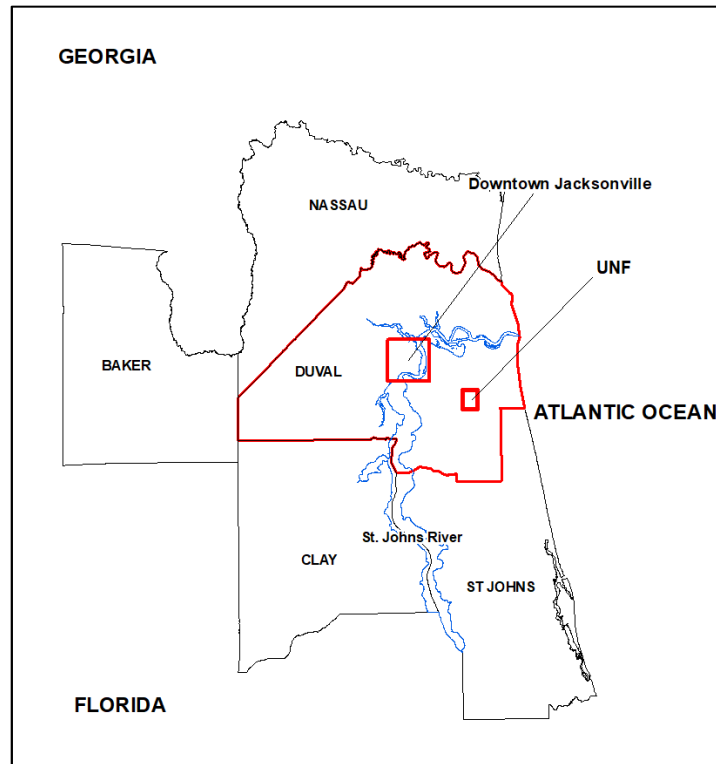 GEORGIA
Downtown Jacksonville
NASSAU
UNF
BAKER
DUVAL
ATLANTIC OCEAN
St. Johns River
CLAY
ST JOHNS
FLORIDA